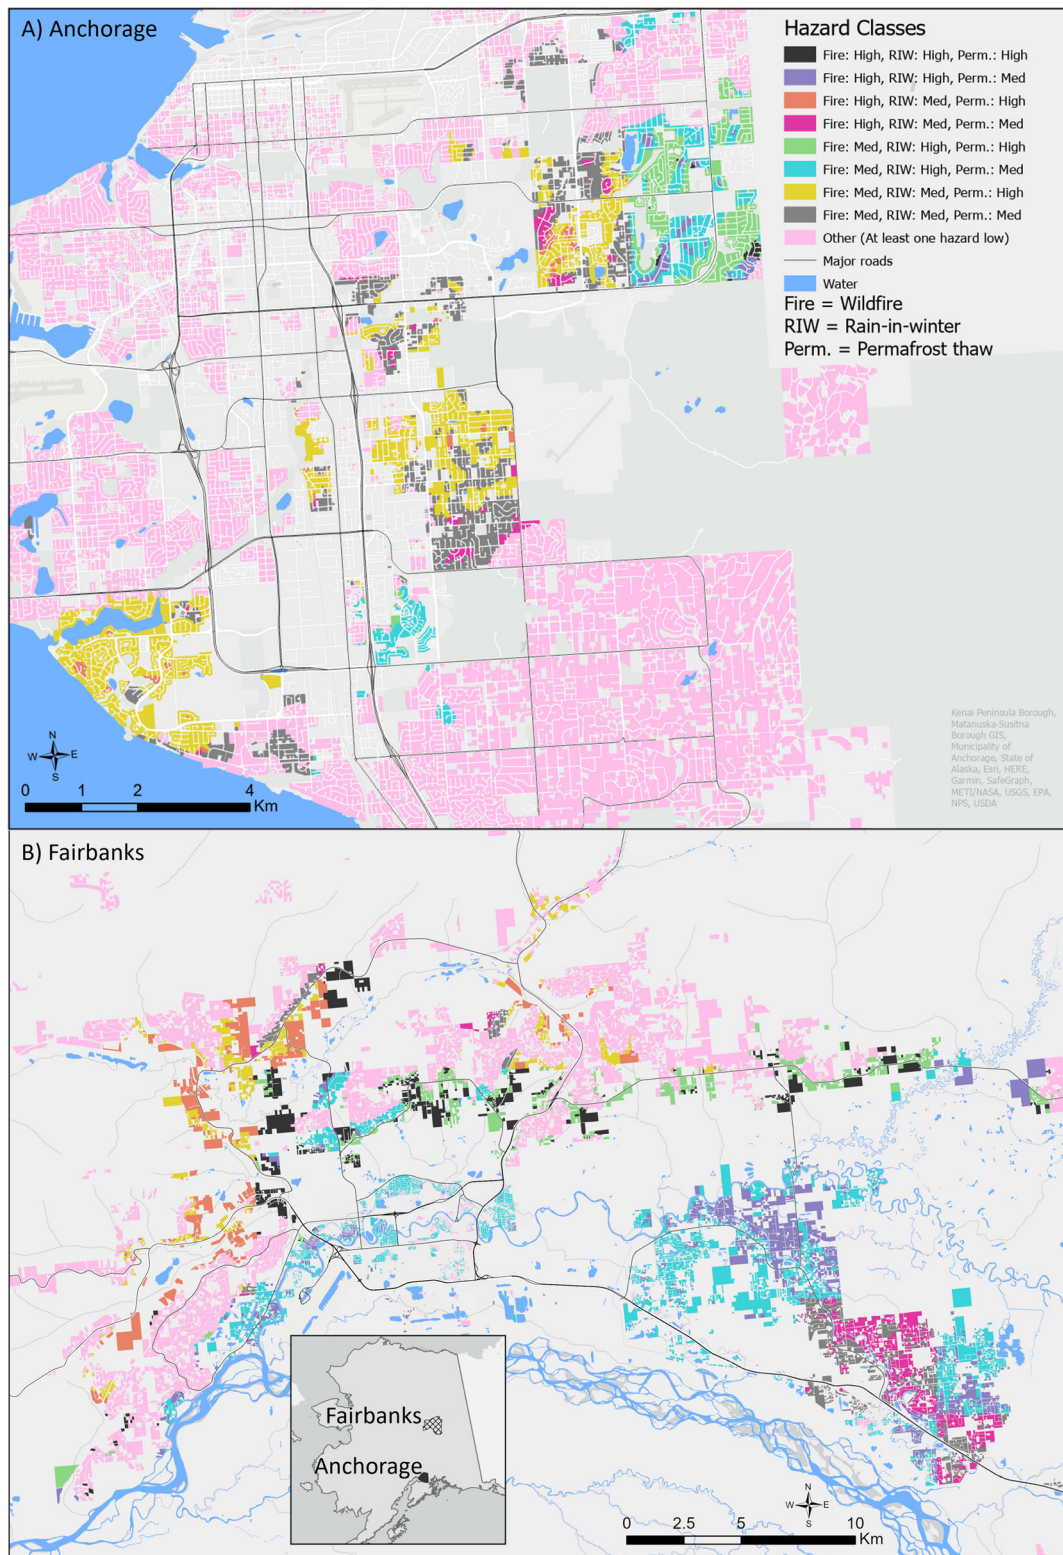 A) Anchorage
Hazard Classes
Fire: High, RIW: High, Perm.: High
Fire: High, RIW: High, Perm.: Med
Fire: High, RIW: Med, Perm.: High
Fire: High, RIW: Med, Perm.: Med
Fire: Med, RIW: High, Perm.: High
Fire: Med, RIW: High, Perm.: Med
Fire: Med, RIW: Med, Perm.: High
Fire: Med, RIW: Med, Perm.: Med
Other (At least one hazard low)
Major roads
Water
Fire = Wildfire
RIW = Rain-in-winter
Perm. = Permafrost thaw
Kenai Peninsula Borough,
Matanuska-Susitna
Borough GIS,
Municipality of
Anchorage, State of
Alaska, Esri, HERE,
Garmin, SafeGraph,
METI/NASA, USGS, EPA,
NPS, USDA
N
W E
S
0 1 2 4
Km
B) Fairbanks
Fairbanks
Anchorage
N
W E
S
0 2.5 5 10
Km